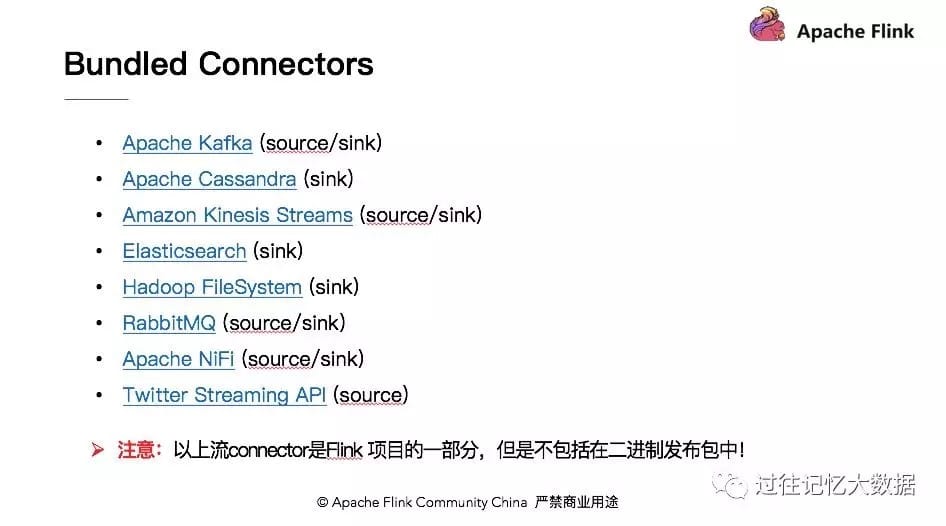 Apache Flink
Bundled Connectors
• Apache Kafka (source/sink)
• Apache Cassandra (sink)
• Amazon Kinesis Streams (source/sink)
• Elasticsearch (sink)
• Hadoop FileSystem (sink)
• RabbitMQ (source/sink)
• Apache NiFi (source/sink)
• Twitter Streaming API (source)
➢ 注意：以上流connector是Flink 项目的一部分，但是不包括在二进制发布包中！
过往记忆大数据
© Apache Flink Community China 严禁商业用途